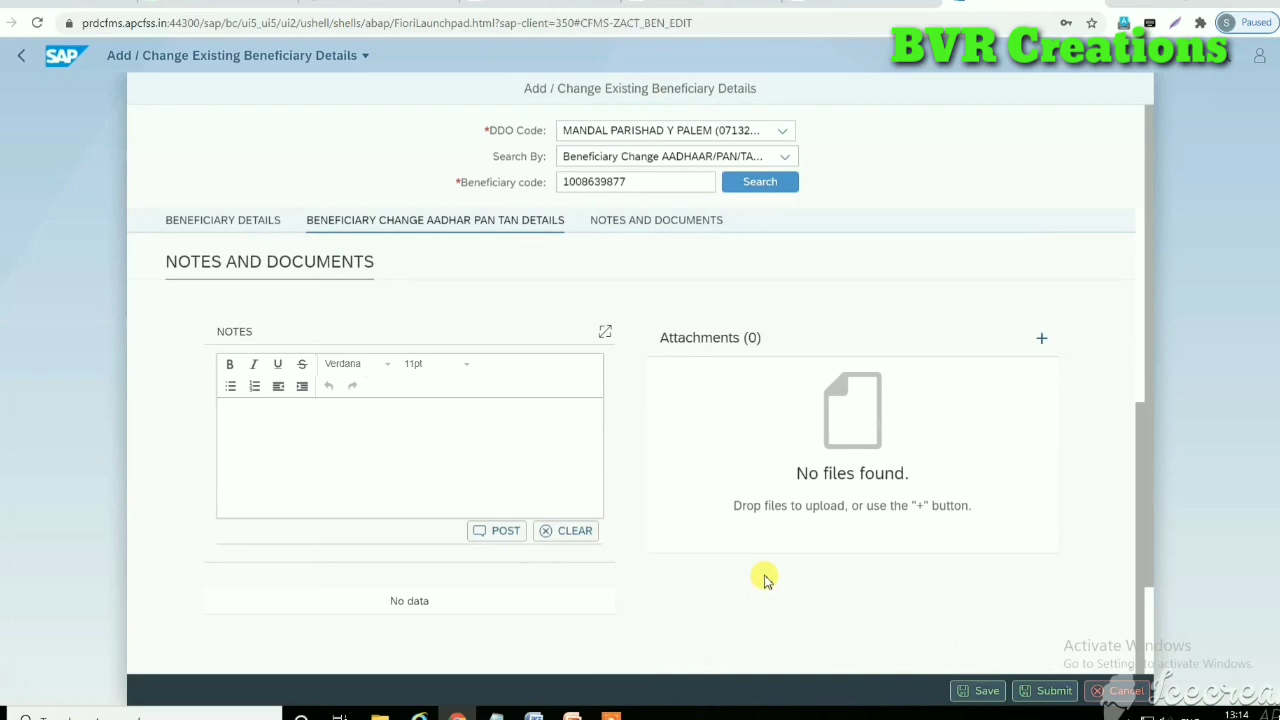 prdcfms.apcfss.in:44300/sap/bc/ui5_ui5/ui2/ushell/shells/abap/FioriLaunchpad.html?sap-client=350#CFMS-ZACT_BEN_EDIT
S Paused
BVR Creations
SAP Add / Change Existing Beneficiary Details
Add / Change Existing Beneficiary Details
*DDO Code: MANDAL PARISHAD Y PALEM (07132...
Search By: Beneficiary Change AADHAAR/PAN/TA...
*Beneficiary code: 1008639877 Search
BENEFICIARY DETAILS BENEFICIARY CHANGE AADHAR PAN TAN DETAILS NOTES AND DOCUMENTS
NOTES AND DOCUMENTS
NOTES
Attachments (0)
B I U S Verdana 11pt
No files found.
Drop files to upload, or use the "+" button.
POST CLEAR
No data
Activate Windows
Go to Settings to activate Windows.
Save Submit Cancel
Icecrea
13:14